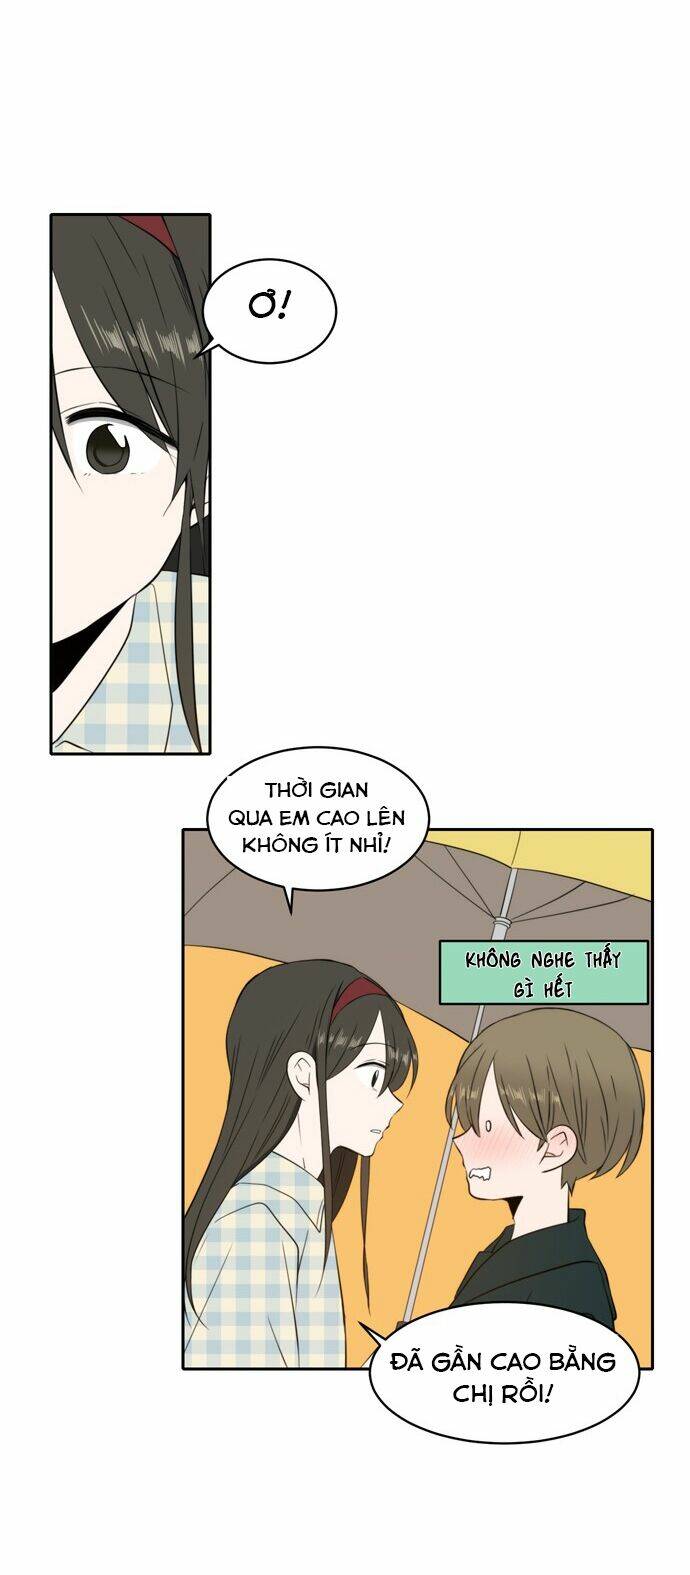 Ơ!
THỜI GIAN
QUA EM CAO LÊN
KHÔNG ÍT NHỈ!
KHÔNG NGHE THẤY
GÌ HẾT
ĐÃ GẦN CAO BẰNG
CHỊ RỒI!